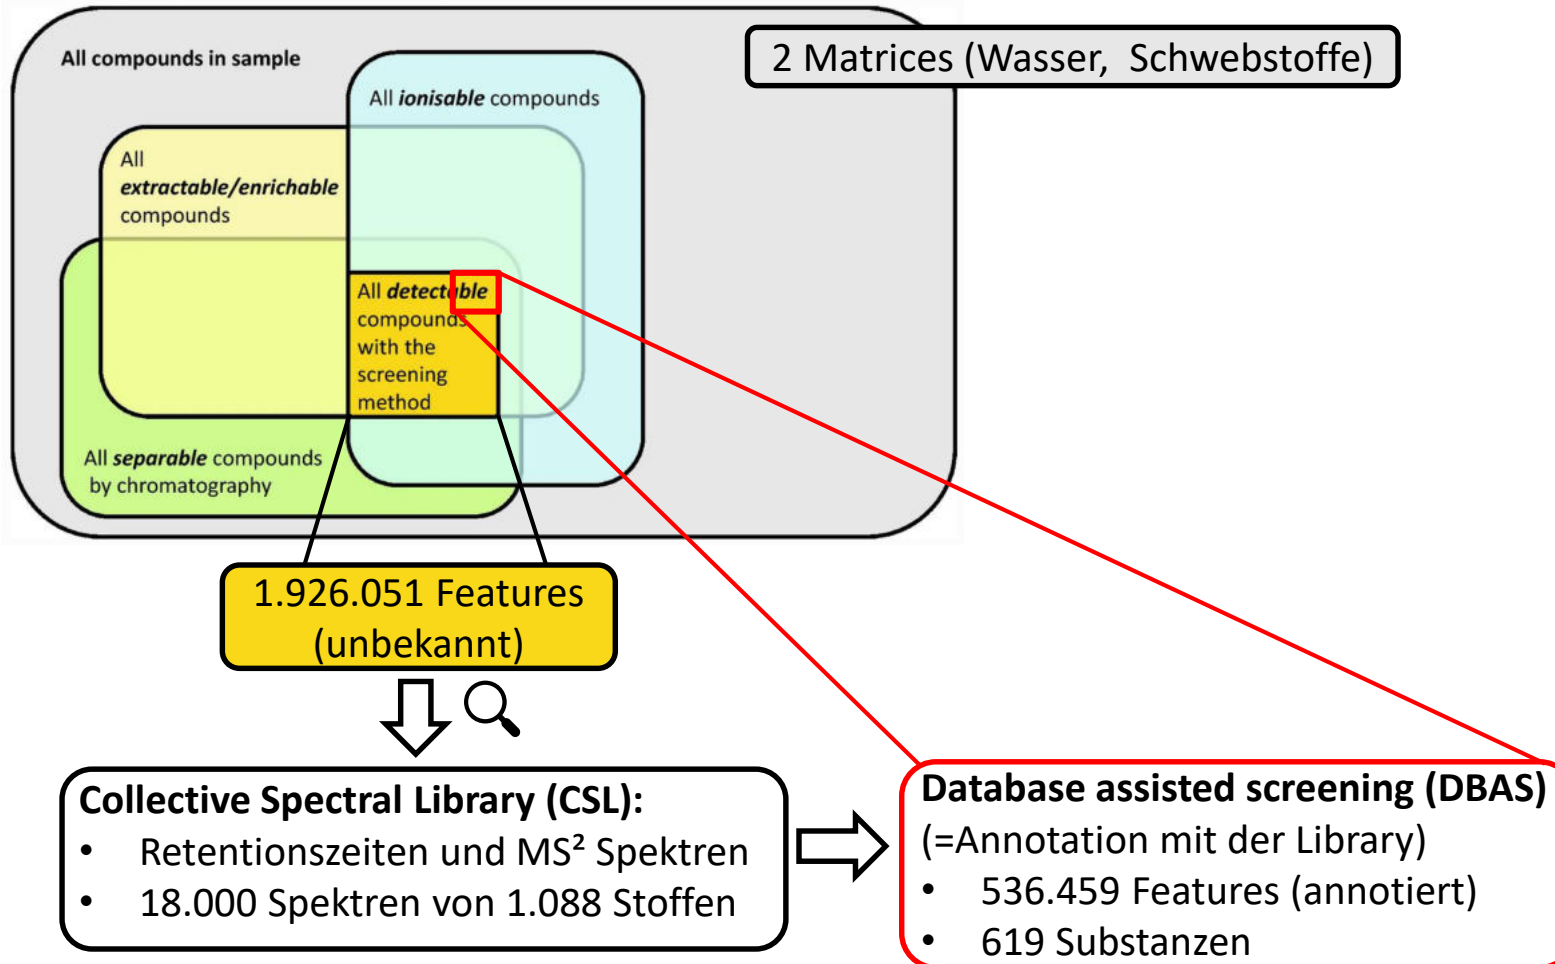 All compounds in sample
2 Matrices (Wasser, Schwebstoffe)
All ionisable compounds
All
extractable/enrichable
compounds
All detectable
compounds
with the
screening
method
All separable compounds
by chromatography
1.926.051 Features
(unbekannt)
Collective Spectral Library (CSL):
• Retentionszeiten und MS² Spektren
• 18.000 Spektren von 1.088 Stoffen
Database assisted screening (DBAS)
(=Annotation mit der Library)
• 536.459 Features (annotiert)
• 619 Substanzen